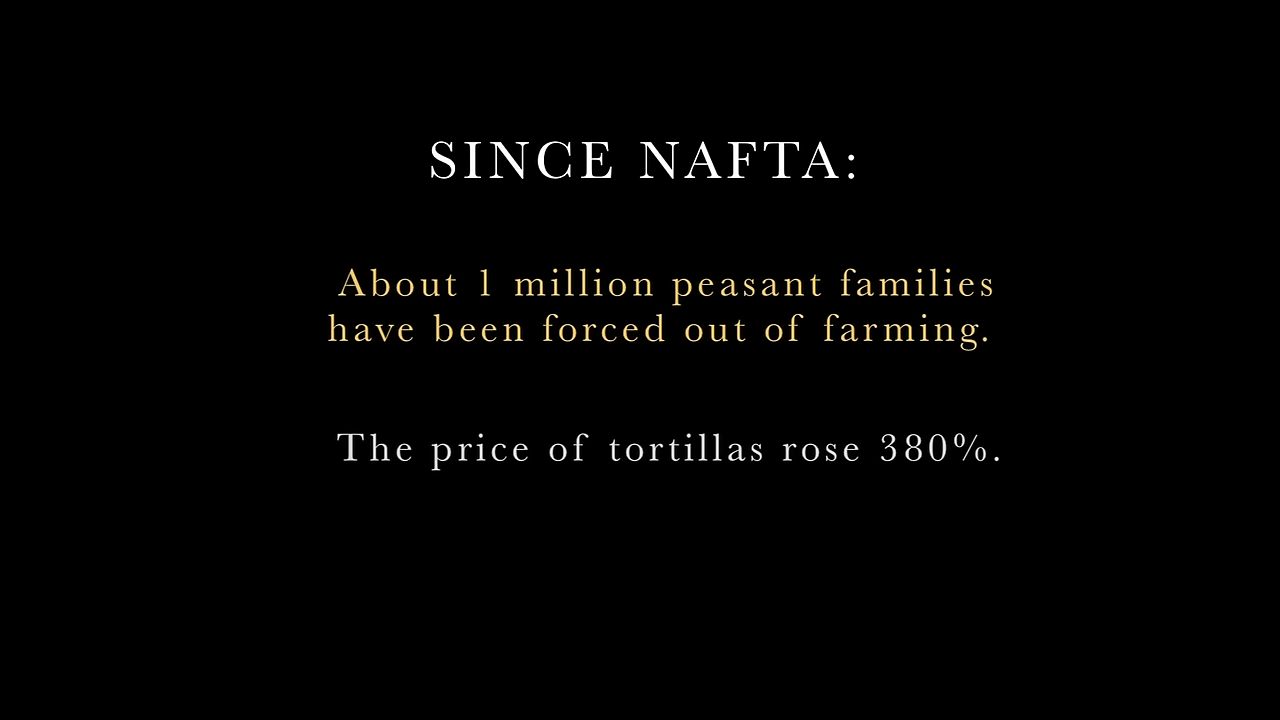 SINCE NAFTA:
About 1 million peasant families
have been forced out of farming.
The price of tortillas rose 380%.